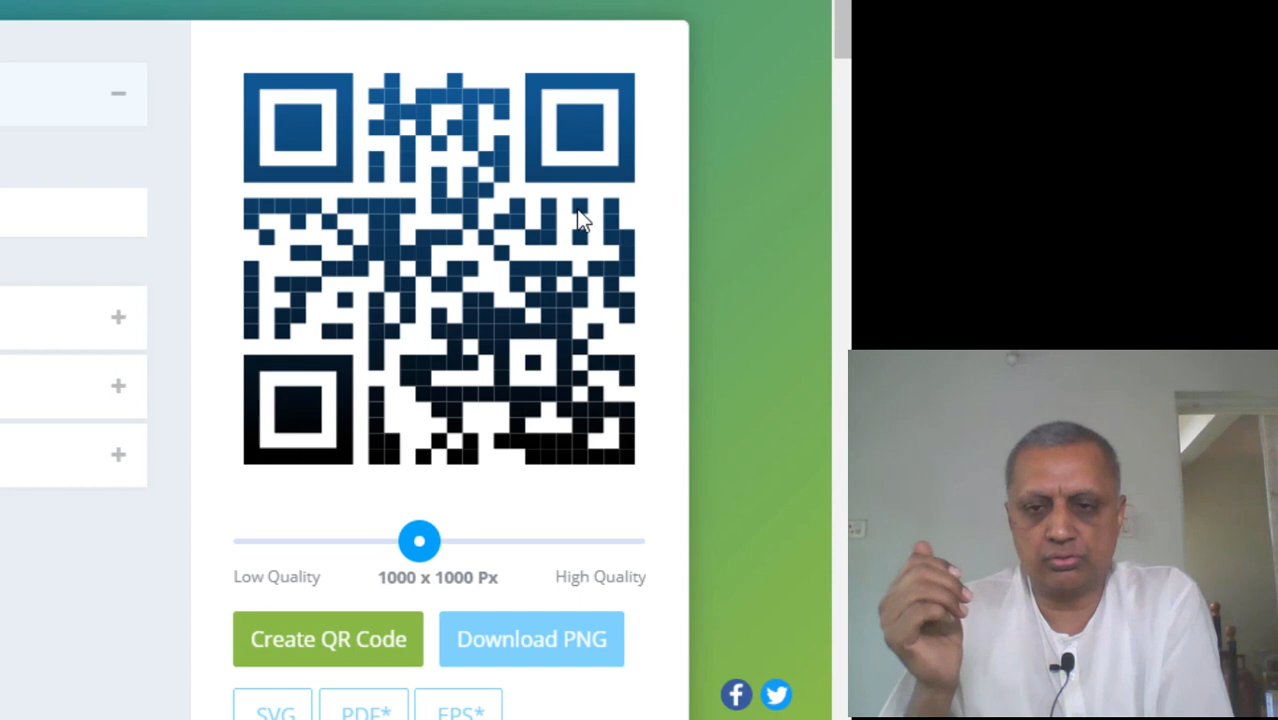 Low Quality 1000 x 1000 Px High Quality
Create QR Code Download PNG
SVG PDF* EPS*